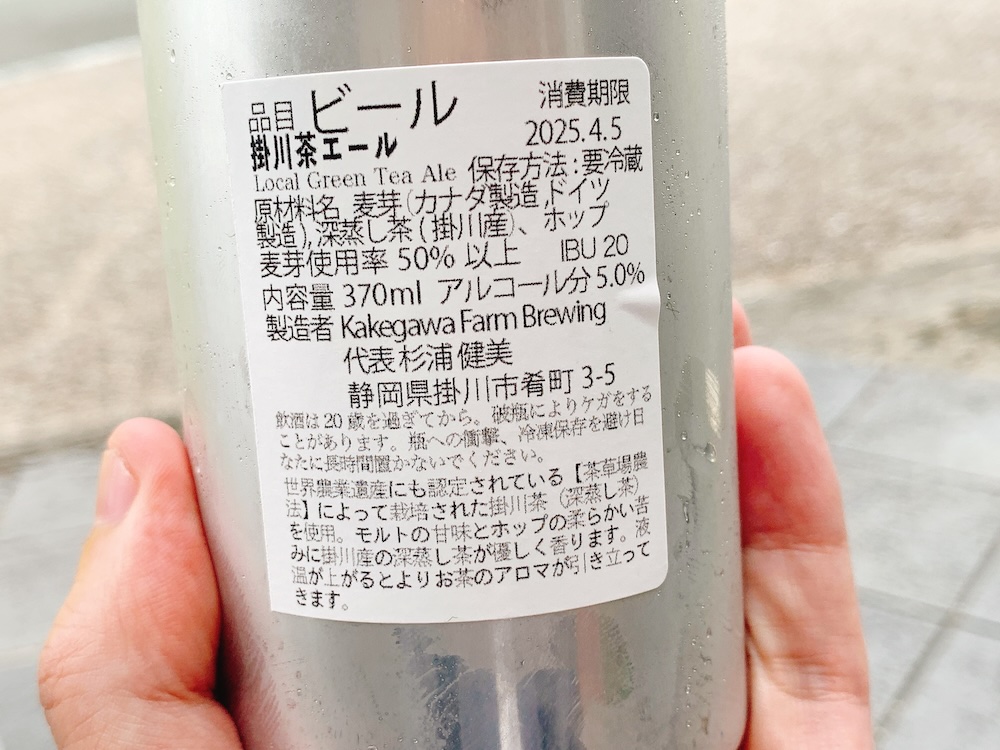 品目 ビール 消費期限
掛川茶エール 2025.4.5
Local Green Tea Ale 保存方法:要冷蔵
原材料名 麦芽(カナダ製造,ドイツ
製造),深蒸し茶(掛川産)、ホップ
麦芽使用率 50% 以上 IBU 20
内容量 370ml アルコール分 5.0%
製造者 Kakegawa Farm Brewing
代表 杉浦 健美
静岡県掛川市肴町 3-5
飲酒は 20 歳を過ぎてから。破瓶によりケガをする
ことがあります。瓶への衝撃、冷凍保存を避け日
なたに長時間置かないでください。
世界農業遺産にも認定されている【茶草場農
法】によって栽培された掛川茶（深蒸し茶）
を使用。モルトの甘味とホップの柔らかい苦
みに掛川産の深蒸し茶が優しく香ります。液
温が上がるとよりお茶のアロマが引き立って
きます。